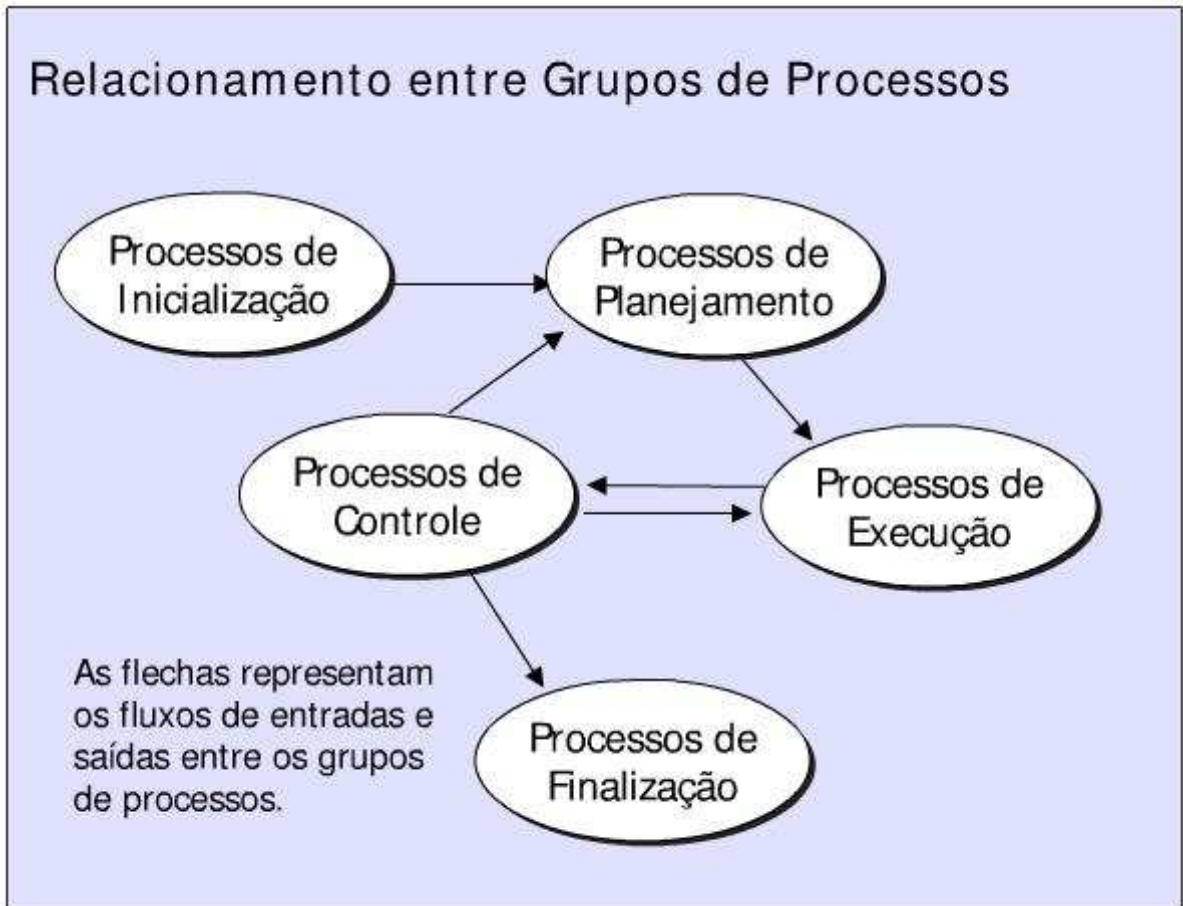 Relacionamento entre Grupos de Processos
Processos de
Inicialização
Processos de
Planejamento
Processos de
Controle
Processos de
Execução
As flechas representam
os fluxos de entradas e
saídas entre os grupos
de processos.
Processos de
Finalização